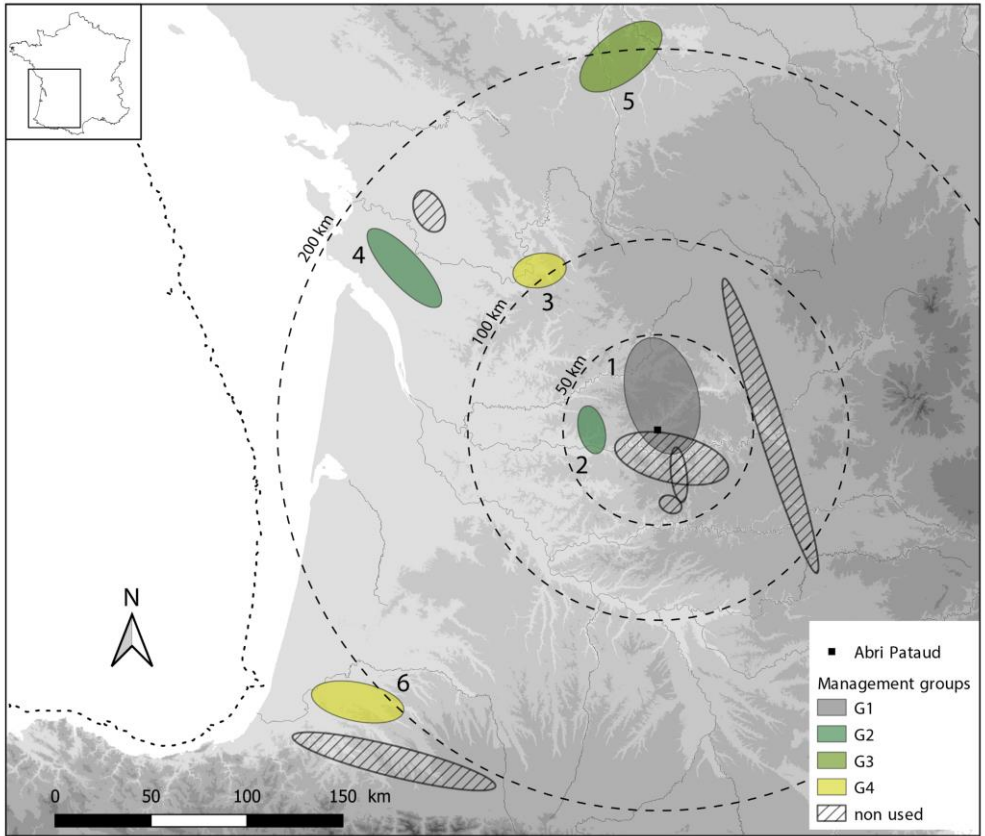 5
200 km
4
3
100 km
1
50 km
2
N
6
0 50 100 150 km
Abri Pataud
Management groups
G1
G2
G3
G4
non used